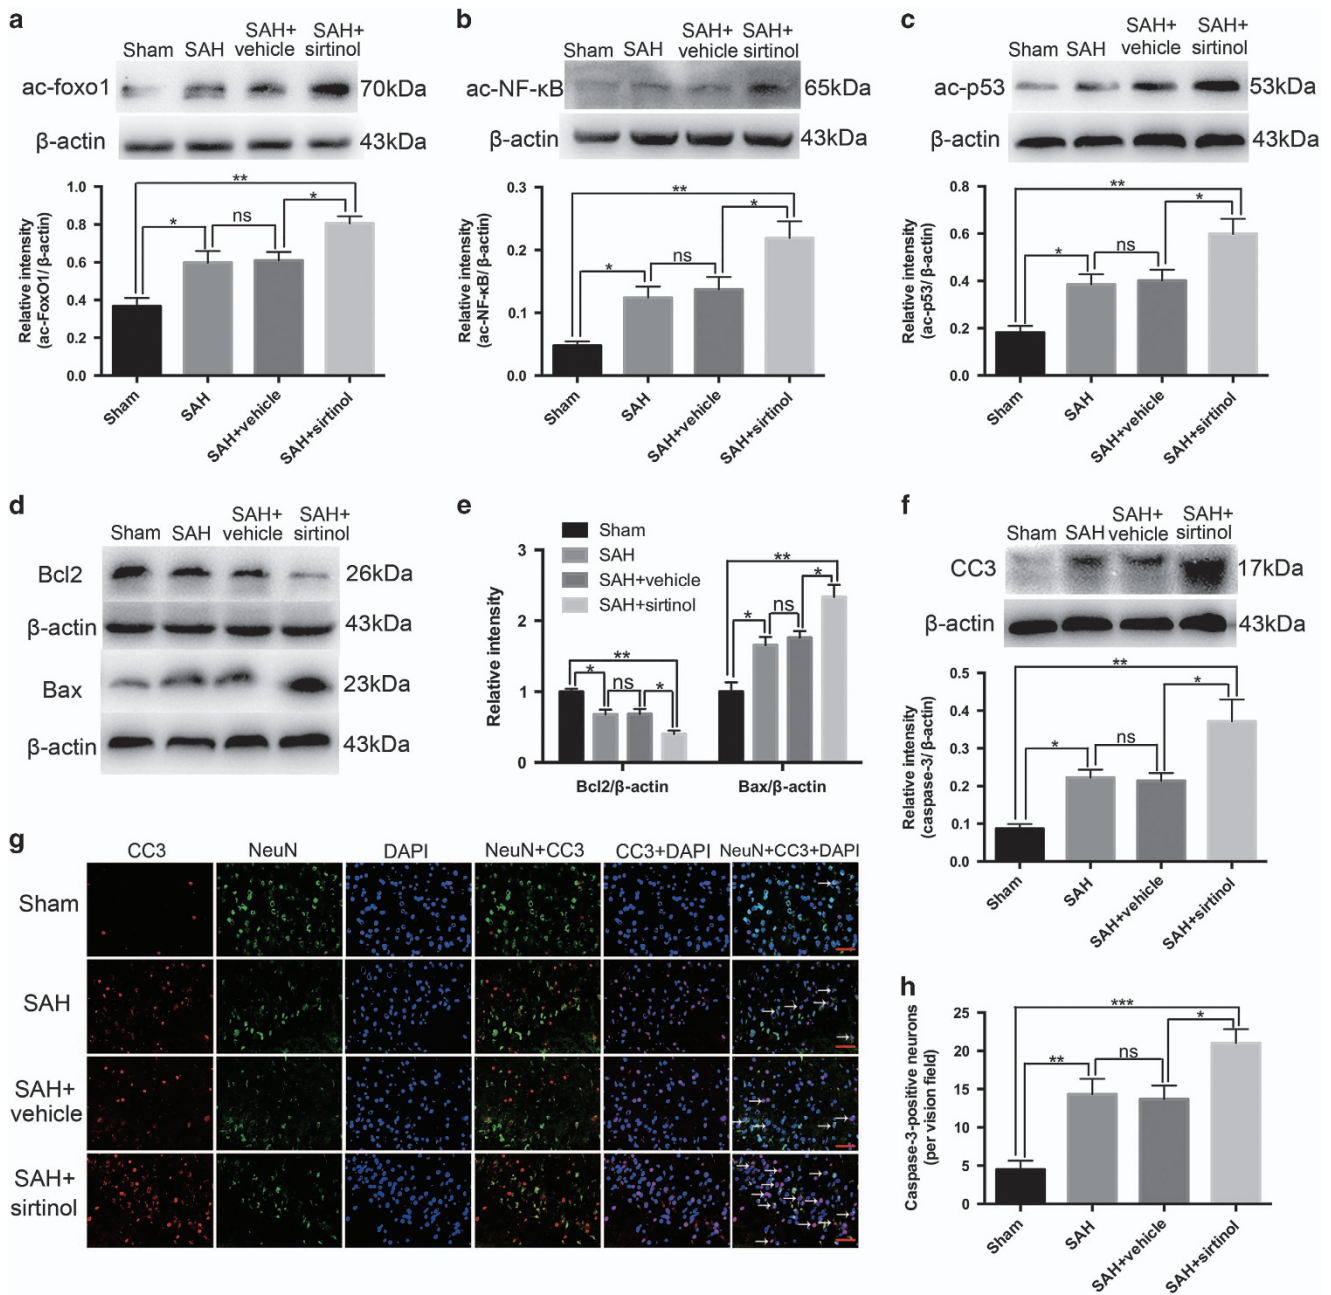 a
Sham SAH SAH+ vehicle SAH+ sirtinol
ac-foxo1 70kDa
β-actin 43kDa
Relative intensity
(ac-FoxO1/ β-actin)
1.0
0.8
0.6
0.4
0.2
0.0
**
*
ns
*
Sham SAH SAH+vehicle SAH+sirtinol
b
Sham SAH SAH+ vehicle SAH+ sirtinol
ac-NF-κB 65kDa
β-actin 43kDa
Relative intensity
(ac-NF-κB/ β-actin)
0.3
0.2
0.1
0.0
**
*
ns
*
Sham SAH SAH+vehicle SAH+sirtinol
c
Sham SAH SAH+ vehicle SAH+ sirtinol
ac-p53 53kDa
β-actin 43kDa
Relative intensity
(ac-p53/ β-actin)
0.8
0.6
0.4
0.2
0.0
**
*
ns
*
Sham SAH SAH+vehicle SAH+sirtinol
d
Sham SAH SAH+ vehicle SAH+ sirtinol
Bcl2 26kDa
β-actin 43kDa
Bax 23kDa
β-actin 43kDa
e
Sham
SAH
SAH+vehicle
SAH+sirtinol
Relative intensity
3
2
1
0
**
*
ns
*
**
*
ns
*
Bcl2/β-actin Bax/β-actin
f
Sham SAH SAH+ vehicle SAH+ sirtinol
CC3 17kDa
β-actin 43kDa
Relative intensity
(caspase-3/ β-actin)
0.5
0.4
0.3
0.2
0.1
0.0
**
*
ns
*
Sham SAH SAH+vehicle SAH+sirtinol
g
CC3 NeuN DAPI NeuN+CC3 CC3+DAPI NeuN+CC3+DAPI
Sham
SAH
SAH+
vehicle
SAH+
sirtinol
h
Caspase-3-positive neurons
(per vision field)
25
20
15
10
5
0
***
**
ns
*
Sham SAH SAH+vehicle SAH+sirtinol